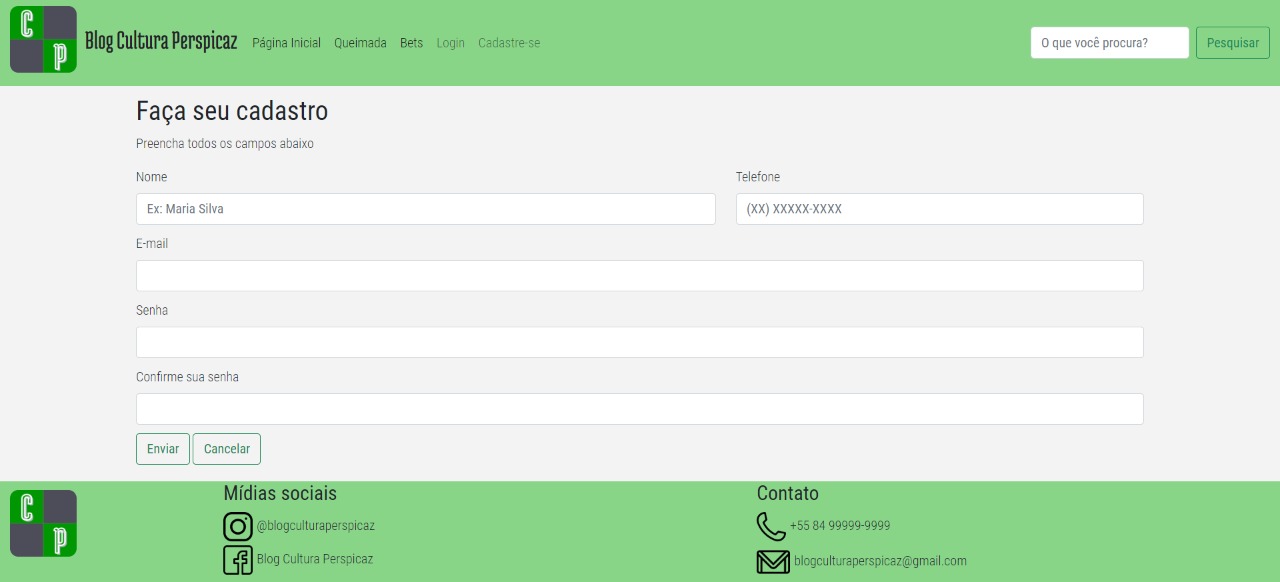 C
P
Blog Cultura Perspicaz Página Inicial Queimada Bets Login Cadastre-se O que você procura? Pesquisar
Faça seu cadastro
Preencha todos os campos abaixo
Nome Telefone
Ex: Maria Silva (XX) XXXXX-XXXX
E-mail
Senha
Confirme sua senha
Enviar Cancelar
C
P
Mídias sociais Contato
@blogculturaperspicaz +55 84 99999-9999
Blog Cultura Perspicaz blogculturaperspicaz@gmail.com